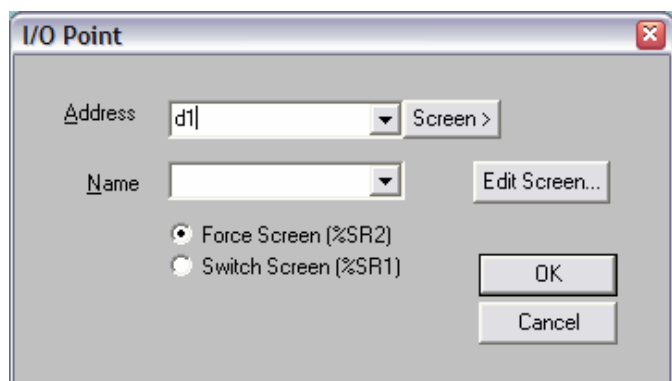 I/O Point
Address d1 Screen >
Name Edit Screen...
Force Screen (%SR2)
Switch Screen (%SR1)
OK
Cancel